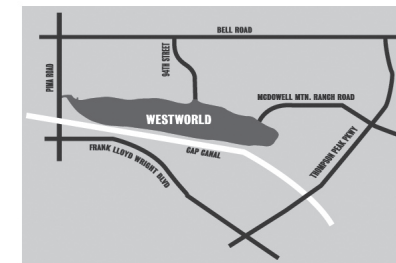 BELL ROAD
PIMA ROAD
94TH STREET
MCDOWELL MTN. RANCH ROAD
WESTWORLD
CAP CANAL
FRANK LLOYD WRIGHT BLVD
THOMPSON PEAK PKWY